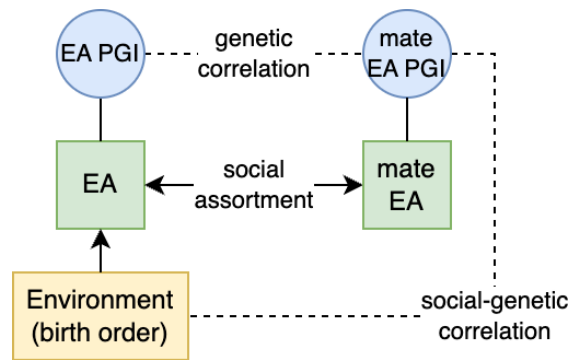 EA PGI
genetic
correlation
mate
EA PGI
EA
social
assortment
mate
EA
Environment
(birth order)
social-genetic
correlation